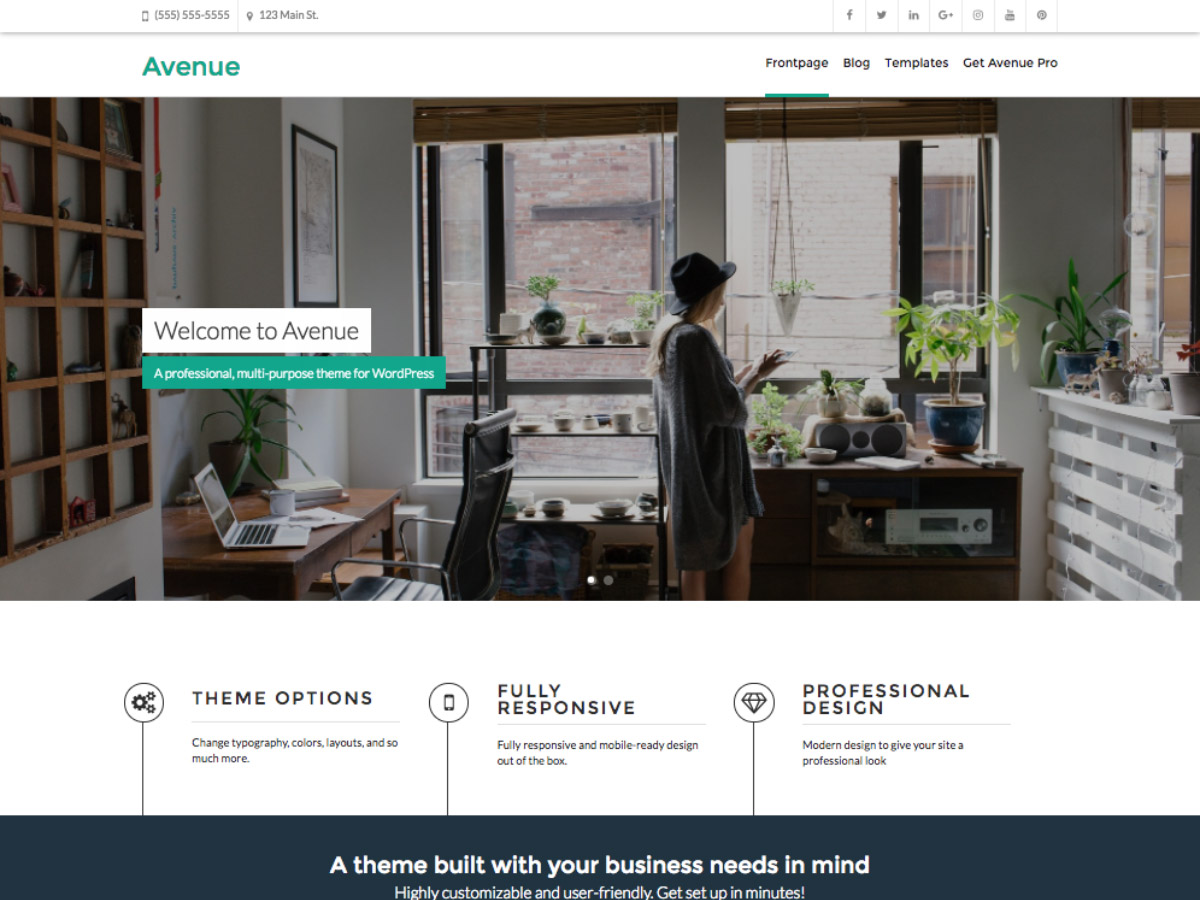 (555) 555-5555 123 Main St.
Avenue
Frontpage Blog Templates Get Avenue Pro
Welcome to Avenue
A professional, multi-purpose theme for WordPress
THEME OPTIONS
Change typography, colors, layouts, and so
much more.
FULLY
RESPONSIVE
Fully responsive and mobile-ready design
out of the box.
PROFESSIONAL
DESIGN
Modern design to give your site a
professional look
A theme built with your business needs in mind
Highly customizable and user-friendly. Get set up in minutes!